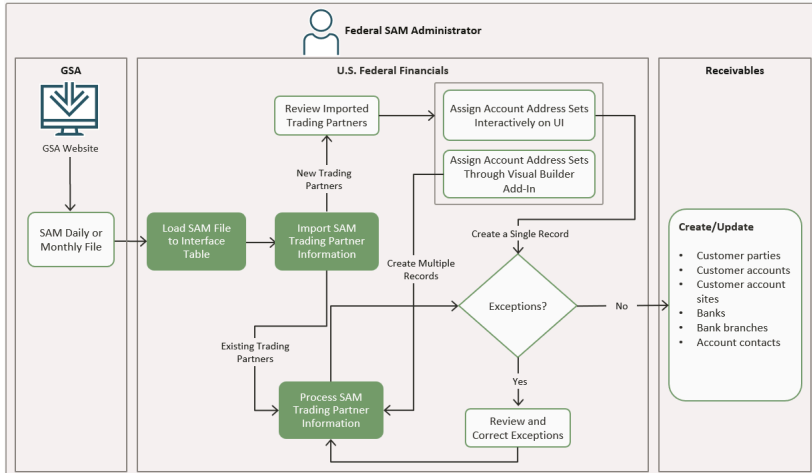 Federal SAM Administrator
GSA
U.S. Federal Financials
Receivables
GSA Website
SAM Daily or
Monthly File
Load SAM File
to Interface
Table
Import SAM
Trading Partner
Information
New Trading
Partners
Review Imported
Trading Partners
Assign Account Address Sets
Interactively on UI
Assign Account Address Sets
Through Visual Builder
Add-In
Create a Single Record
Create Multiple
Records
Existing Trading
Partners
Process SAM
Trading Partner
Information
Exceptions?
No
Yes
Review and
Correct Exceptions
Create/Update
• Customer parties
• Customer accounts
• Customer account
sites
• Banks
• Bank branches
• Account contacts